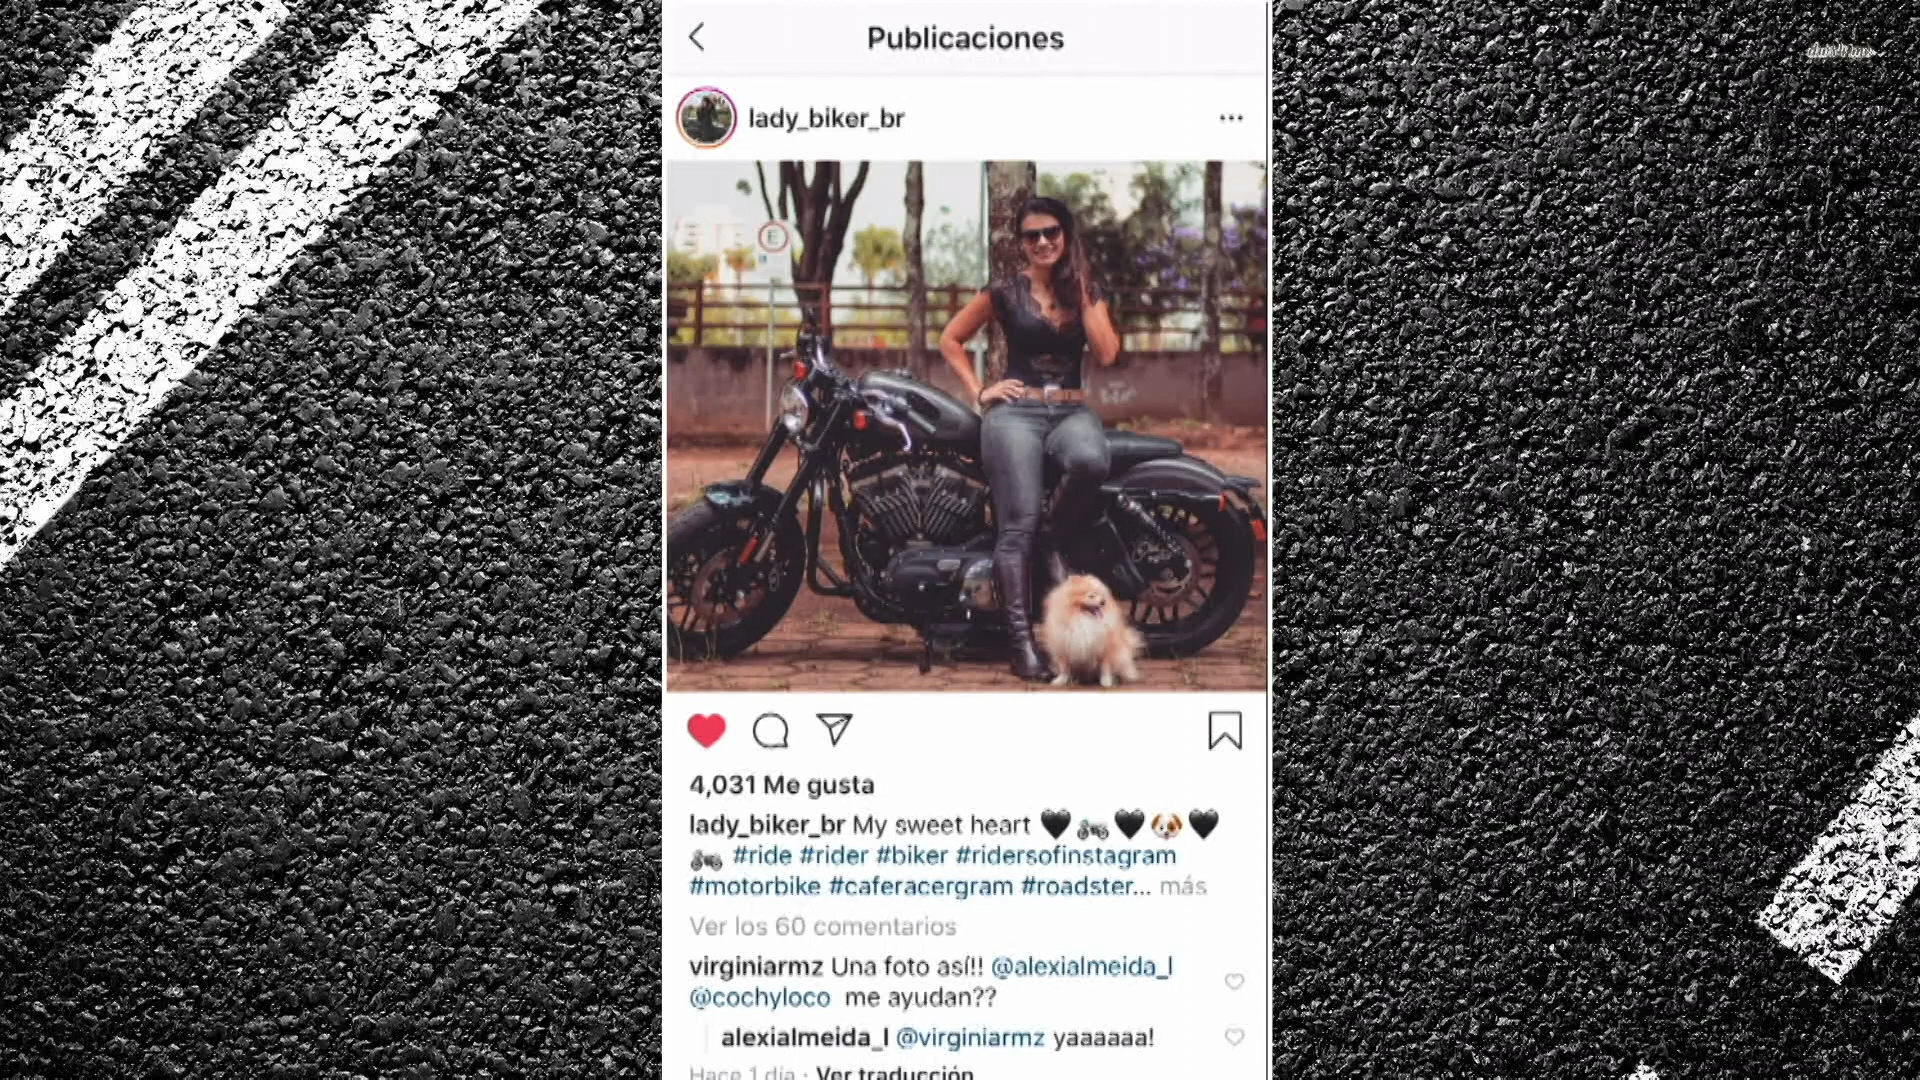 Publicaciones
lady_biker_br
E
4,031 Me gusta
lady_biker_br My sweet heart 🖤🏍🖤🐶🖤
🏍 #ride #rider #biker #ridersofinstagram
#motorbike #caferacergram #roadster... más
Ver los 60 comentarios
virginiarmz Una foto así!! @alexialmeida_l
@cochyloco me ayudan??
alexialmeida_l @virginiarmz yaaaaaa!
Hace 1 día · Ver traducción